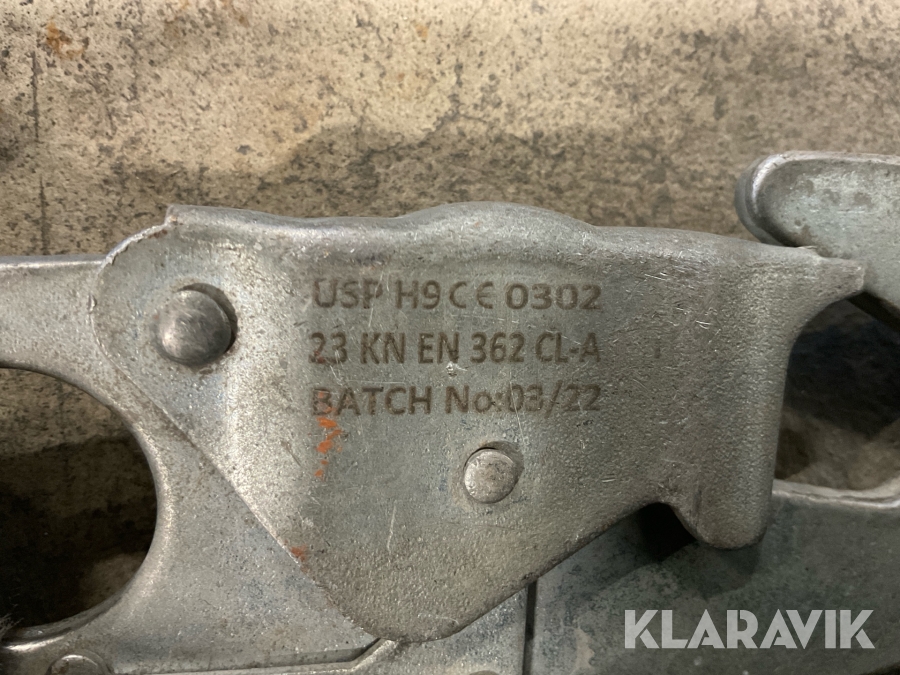 USP H9 CE 0302
23 KN EN 362 CL-A
BATCH No:03/22
KLARAVIK